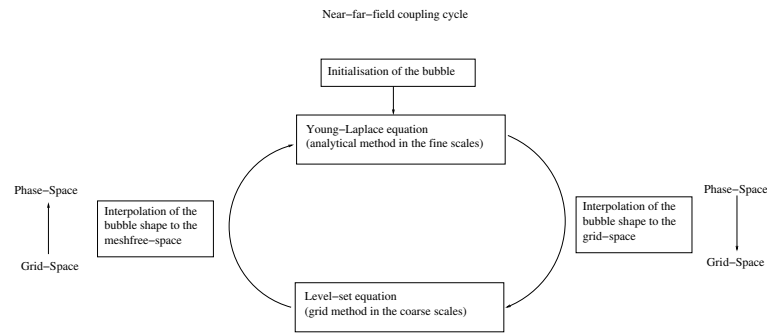 Near-far-field coupling cycle
Initialisation of the bubble
Young-Laplace equation
(analytical method in the fine scales)
Phase-Space
Grid-Space
Interpolation of the
bubble shape to the
meshfree-space
Interpolation of the
bubble shape to the
grid-space
Phase-Space
Grid-Space
Level-set equation
(grid method in the coarse scales)